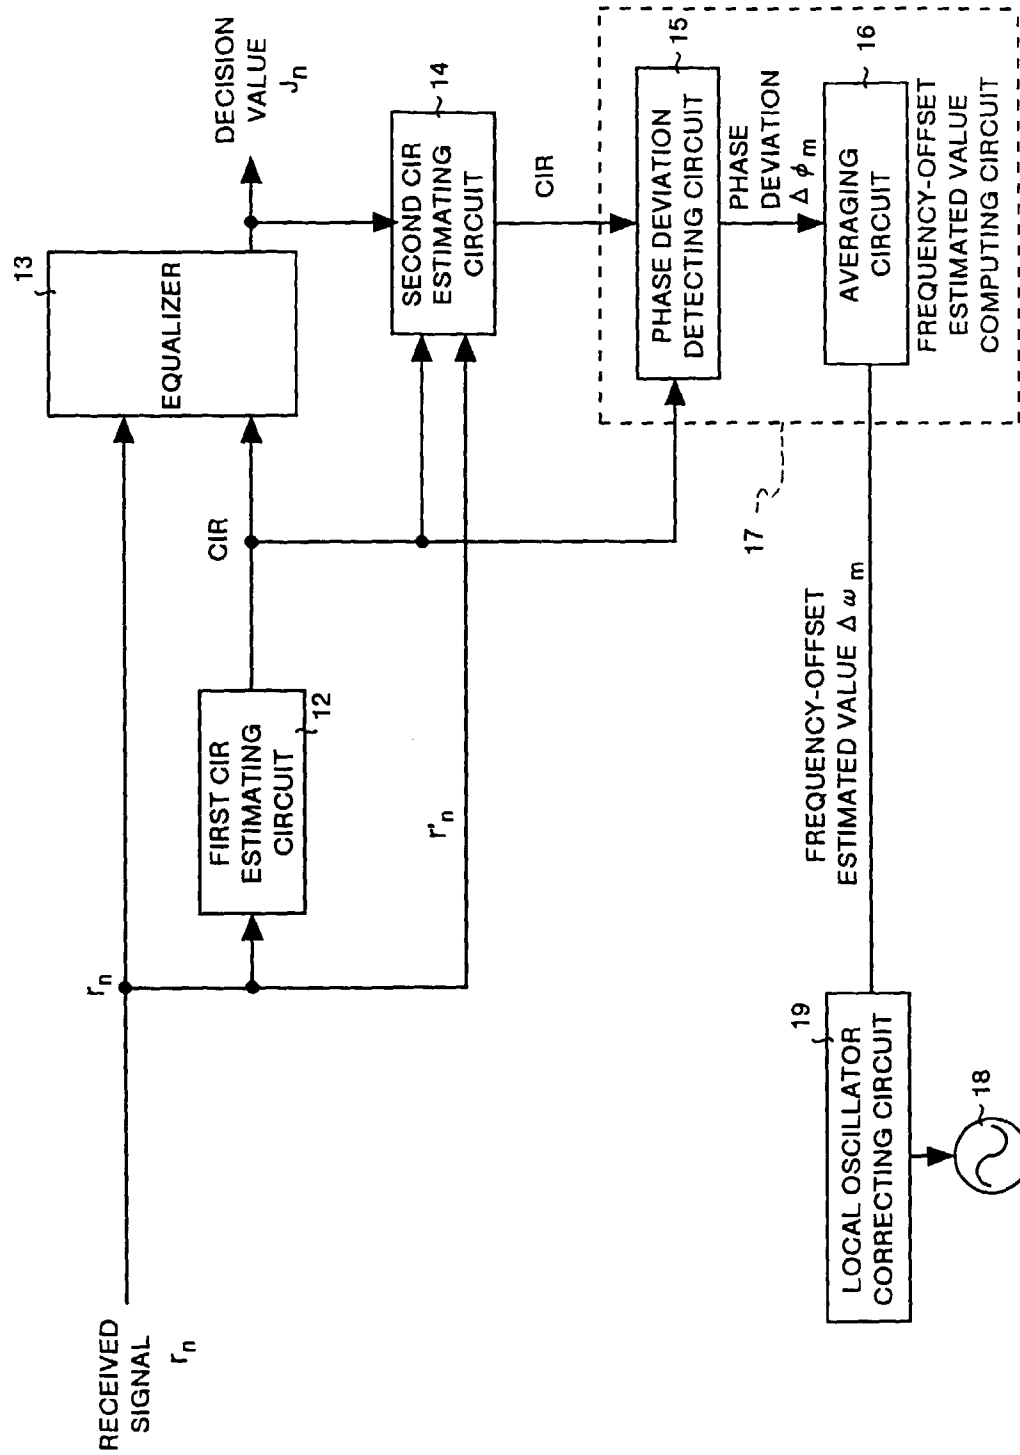 RECEIVED
SIGNAL
r_n
r_n
FIRST CIR
ESTIMATING
CIRCUIT
12
r'_n
CIR
13
EQUALIZER
DECISION
VALUE
J_n
SECOND CIR
ESTIMATING
CIRCUIT
14
CIR
PHASE DEVIATION
DETECTING CIRCUIT
15
PHASE
DEVIATION
Δ ϕ_m
AVERAGING
CIRCUIT
16
FREQUENCY-OFFSET
ESTIMATED VALUE
COMPUTING CIRCUIT
17
FREQUENCY-OFFSET
ESTIMATED VALUE Δ ω_m
19
LOCAL OSCILLATOR
CORRECTING CIRCUIT
18